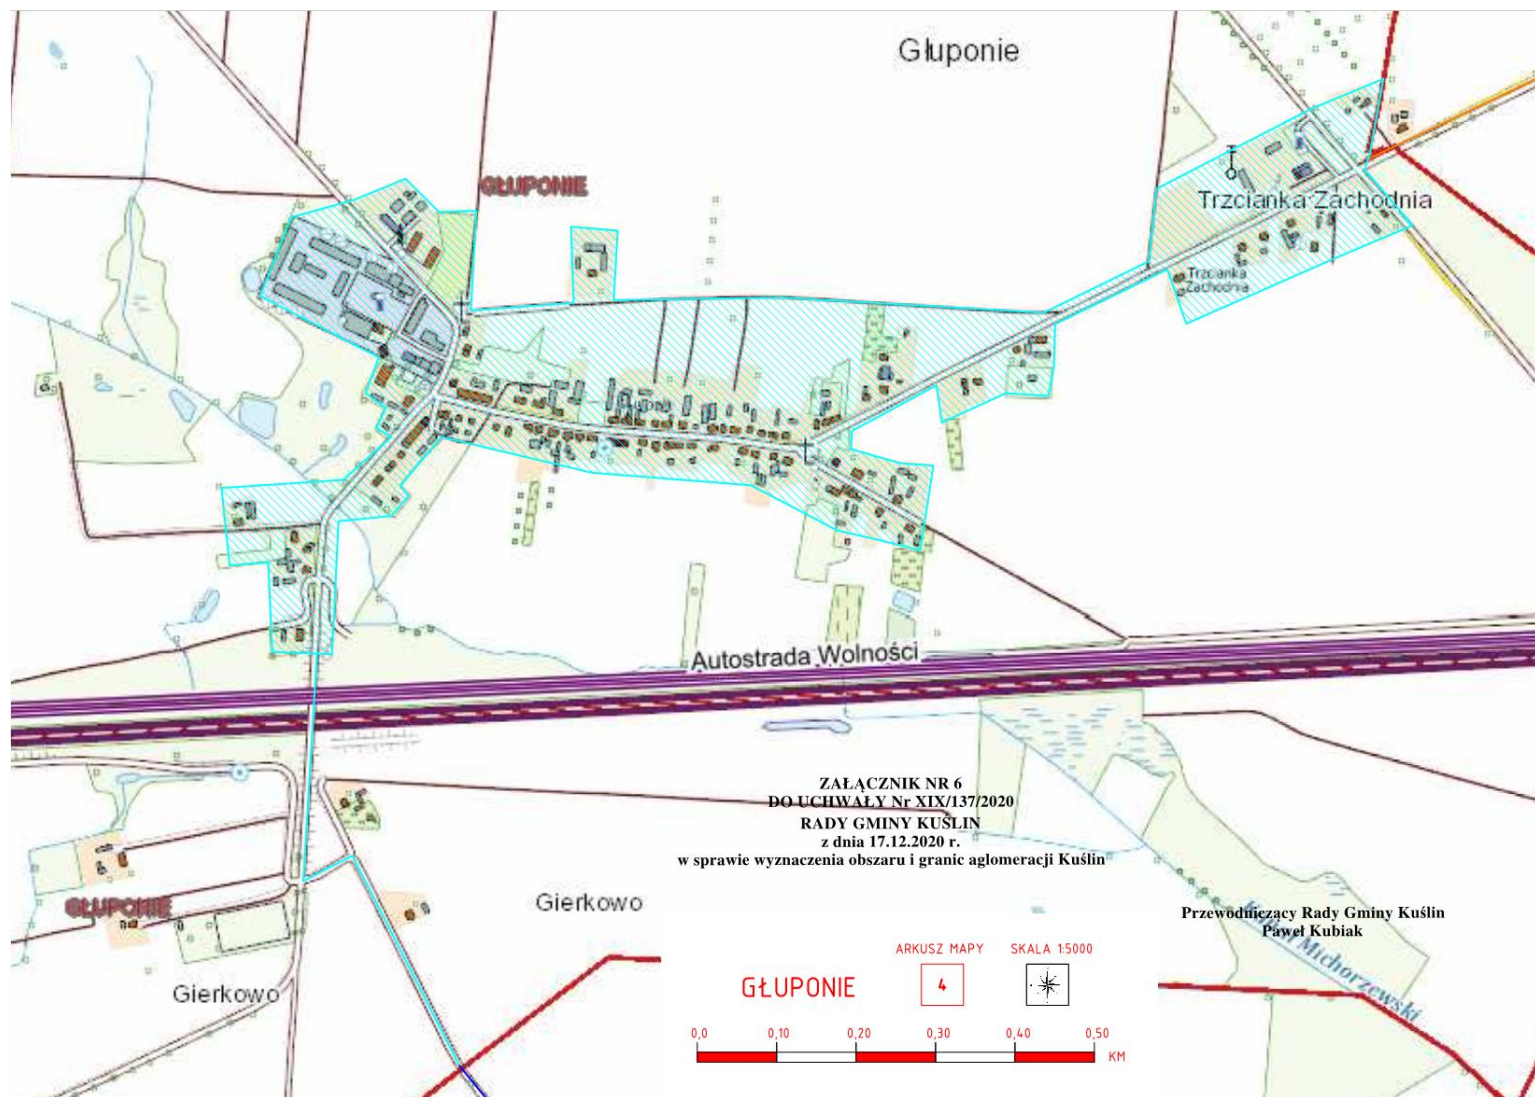 Głuponie
GŁUPONIE
Trzcianka Zachodnia
Trzcianka
Zachodnia
Autostrada Wolności
ZAŁĄCZNIK NR 6
DO UCHWAŁY Nr XIX/137/2020
RADY GMINY KUŚLIN
z dnia 17.12.2020 r.
w sprawie wyznaczenia obszaru i granic aglomeracji Kuślin
GŁUPONIE
Gierkowo
Przewodniczący Rady Gminy Kuślin
Paweł Kubiak
Michorzewski
ARKUSZ MAPY
SKALA 1:5000
GŁUPONIE
4
Gierkowo
0,0 0,10 0,20 0,30 0,40 0,50
KM